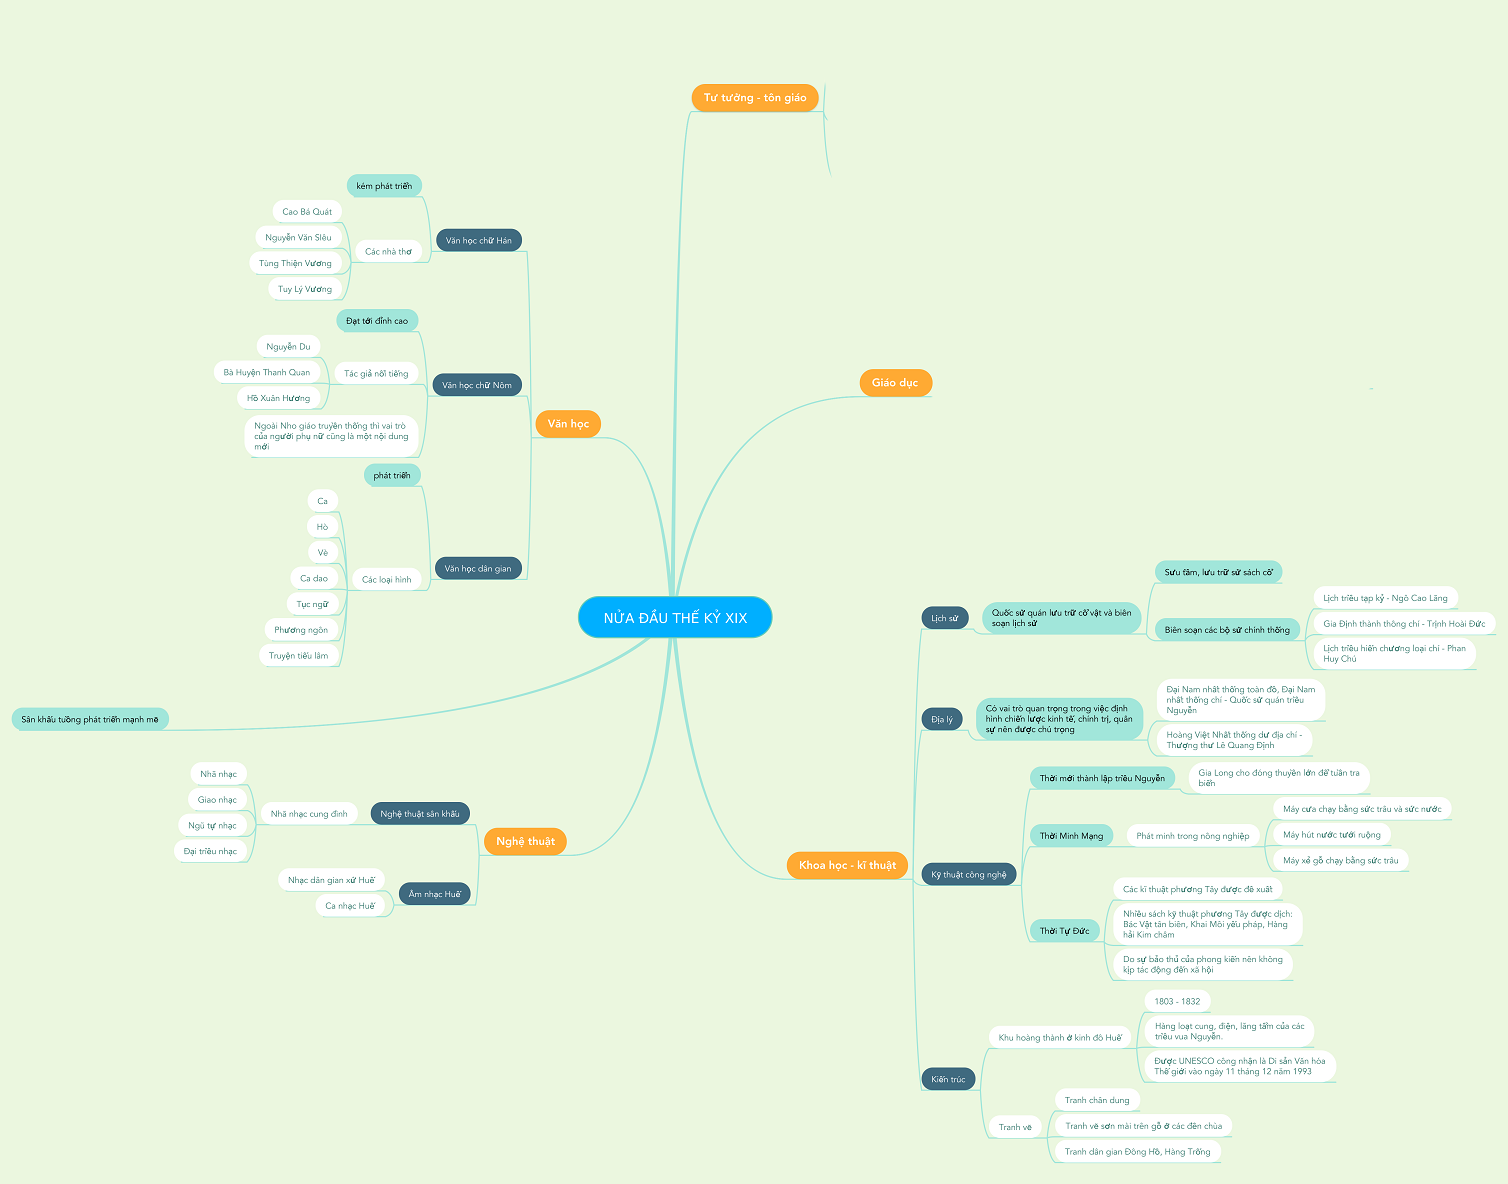 NỬA ĐẦU THẾ KỶ XIX
Tư tưởng - tôn giáo
Giáo dục
Khoa học - kĩ thuật
Lịch sử
Quốc sử quán lưu trữ cổ vật và biên
soạn lịch sử
Sưu tầm, lưu trữ sử sách cổ
Biên soạn các bộ sử chính thống
Lịch triều tạp kỷ - Ngô Cao Lãng
Gia Định thành thông chí - Trịnh Hoài Đức
Lịch triều hiến chương loại chí - Phan
Huy Chú
Địa lý
Có vai trò quan trọng trong việc định
hình chiến lược kinh tế, chính trị, quân
sự nên được chú trọng
Đại Nam nhất thống toàn đồ, Đại Nam
nhất thống chí - Quốc sử quán triều
Nguyễn
Hoàng Việt Nhất thống dư địa chí -
Thượng thư Lê Quang Định
Kỹ thuật công nghệ
Thời mới thành lập triều Nguyễn
Gia Long cho đóng thuyền lớn để tuần tra
biển
Thời Minh Mạng
Phát minh trong nông nghiệp
Máy cưa chạy bằng sức trâu và sức nước
Máy hút nước tưới ruộng
Máy xẻ gỗ chạy bằng sức trâu
Thời Tự Đức
Các kĩ thuật phương Tây được đề xuất
Nhiều sách kỹ thuật phương Tây được dịch:
Bác Vật tân biên, Khai Môi yếu pháp, Hàng
hải Kim châm
Do sự bảo thủ của phong kiến nên không
kịp tác động đến xã hội
Kiến trúc
Khu hoàng thành ở kinh đô Huế
1803 - 1832
Hàng loạt cung, điện, lăng tẩm của các
triều vua Nguyễn.
Được UNESCO công nhận là Di sản Văn hóa
Thế giới vào ngày 11 tháng 12 năm 1993
Tranh vẽ
Tranh chân dung
Tranh vẽ sơn mài trên gỗ ở các đền chùa
Tranh dân gian Đông Hồ, Hàng Trống
Văn học
Văn học chữ Hán
kém phát triển
Các nhà thơ
Cao Bá Quát
Nguyễn Văn SIêu
Tùng Thiện Vương
Tuy Lý Vương
Văn học chữ Nôm
Đạt tới đỉnh cao
Tác giả nổi tiếng
Nguyễn Du
Bà Huyện Thanh Quan
Hồ Xuân Hương
Ngoài Nho giáo truyền thống thì vai trò
của người phụ nữ cũng là một nội dung
mới
Văn học dân gian
phát triển
Các loại hình
Ca
Hò
Vè
Ca dao
Tục ngữ
Phương ngôn
Truyện tiếu lâm
Sân khấu tuồng phát triển mạnh mẽ
Nghệ thuật
Nghệ thuật sân khấu
Nhã nhạc cung đình
Nhã nhạc
Giao nhạc
Ngũ tự nhạc
Đại triều nhạc
Âm nhạc Huế
Nhạc dân gian xứ Huế
Ca nhạc Huế